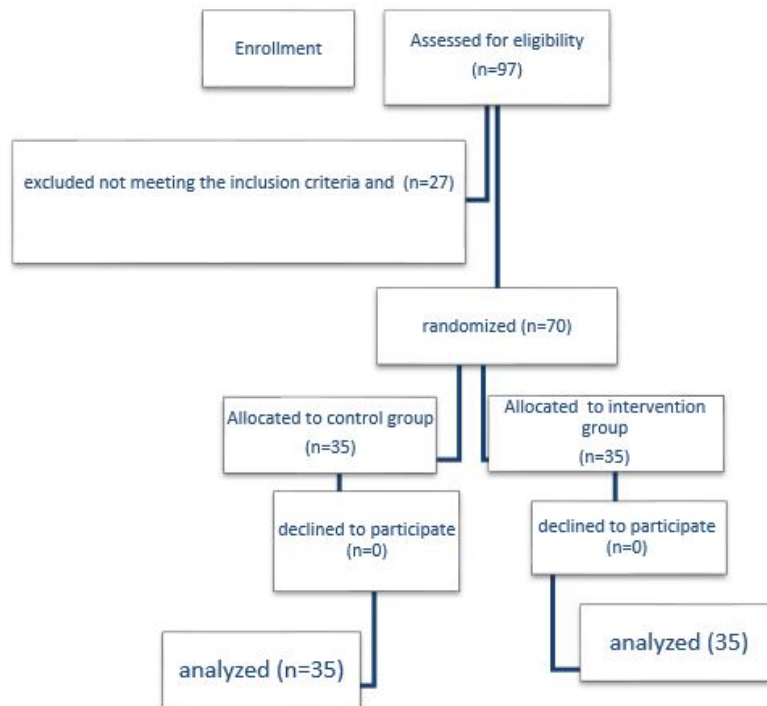 Enrollment
Assessed for eligibility
(n=97)
excluded not meeting the inclusion criteria and (n=27)
randomized (n=70)
Allocated to control group
(n=35)
Allocated to intervention
group
(n=35)
declined to participate
(n=0)
declined to participate
(n=0)
analyzed (n=35)
analyzed (35)